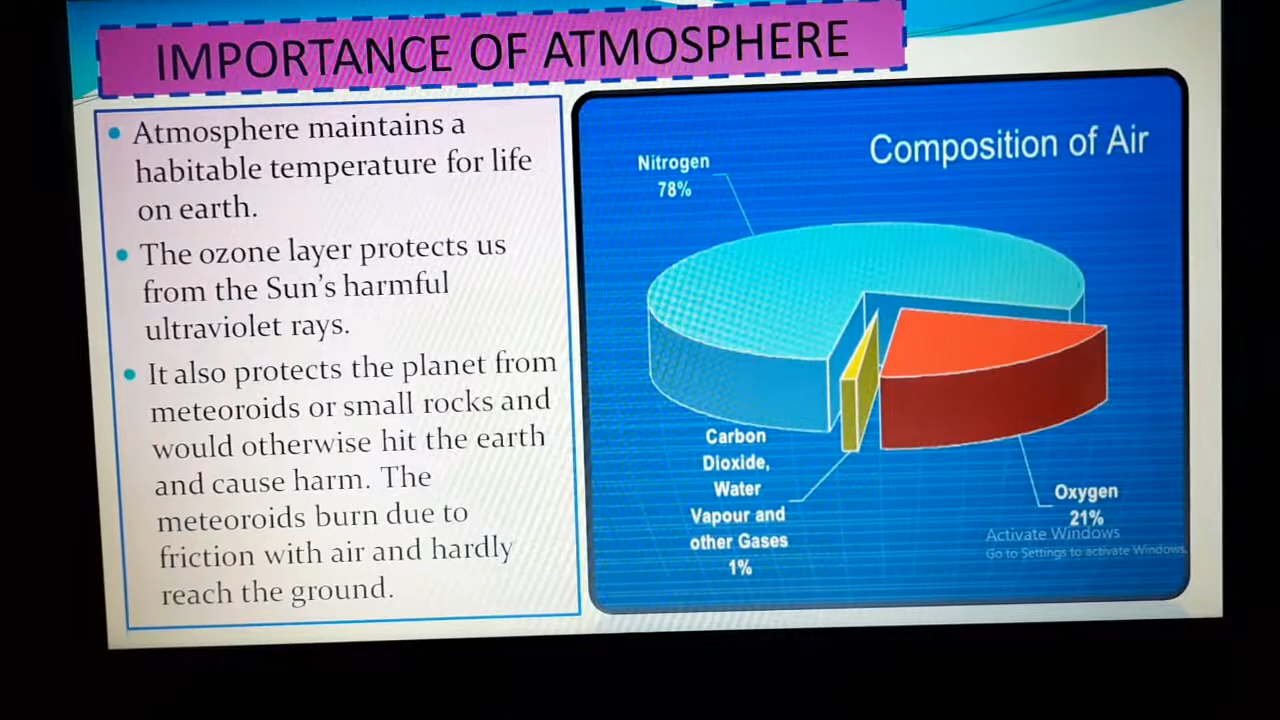 IMPORTANCE OF ATMOSPHERE
• Atmosphere maintains a
habitable temperature for life
on earth.
• The ozone layer protects us
from the Sun's harmful
ultraviolet rays.
• It also protects the planet from
meteoroids or small rocks and
would otherwise hit the earth
and cause harm. The
meteoroids burn due to
friction with air and hardly
reach the ground.
Composition of Air
Nitrogen
78%
Carbon
Dioxide,
Water
Vapour and
other Gases
1%
Oxygen
21%
Activate Windows
Go to Settings to activate Windows.